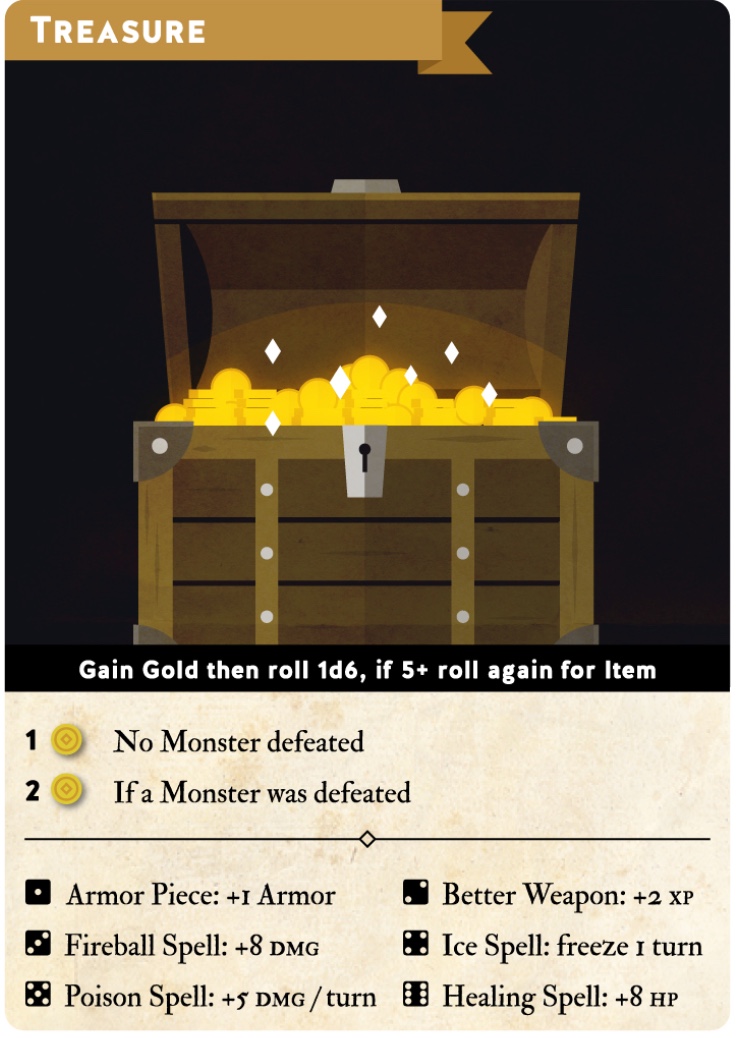 TREASURE
Gain Gold then roll 1d6, if 5+ roll again for Item
1 No Monster defeated
2 If a Monster was defeated
Armor Piece: +1 Armor
Better Weapon: +2 XP
Fireball Spell: +8 DMG
Ice Spell: freeze 1 turn
Poison Spell: +5 DMG / turn
Healing Spell: +8 HP